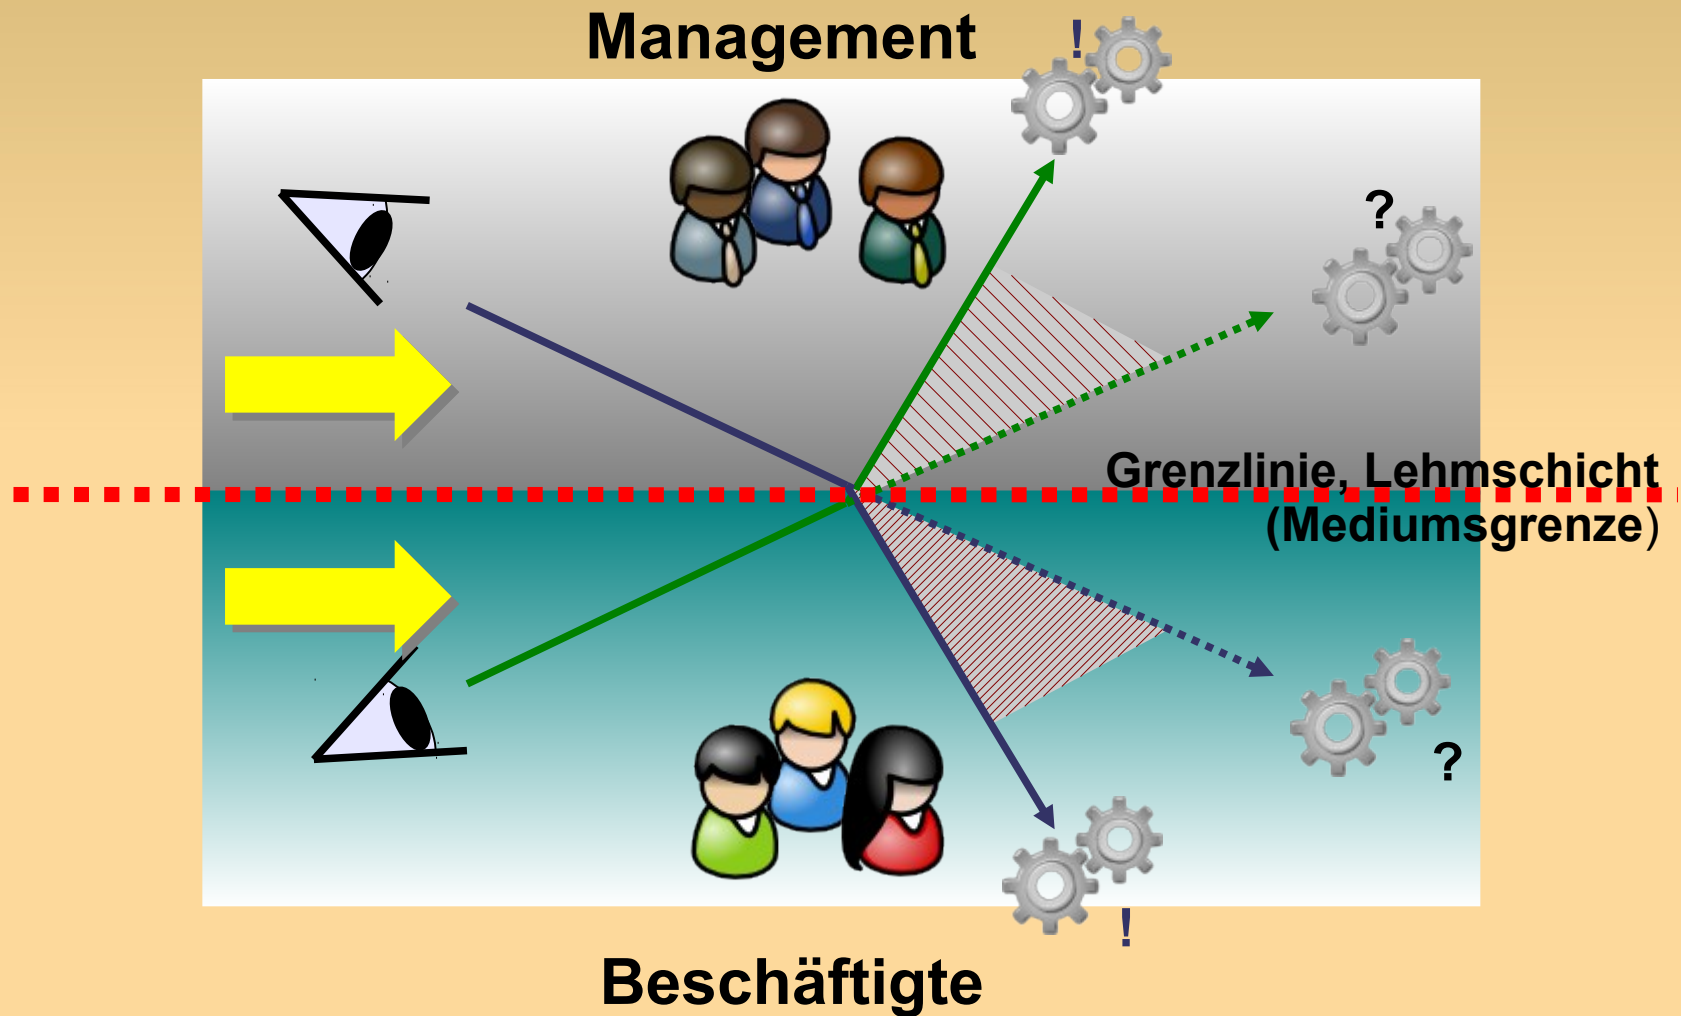 Management
!
?
Grenzlinie, Lehmschicht
(Mediumsgrenze)
?
!
Beschäftigte